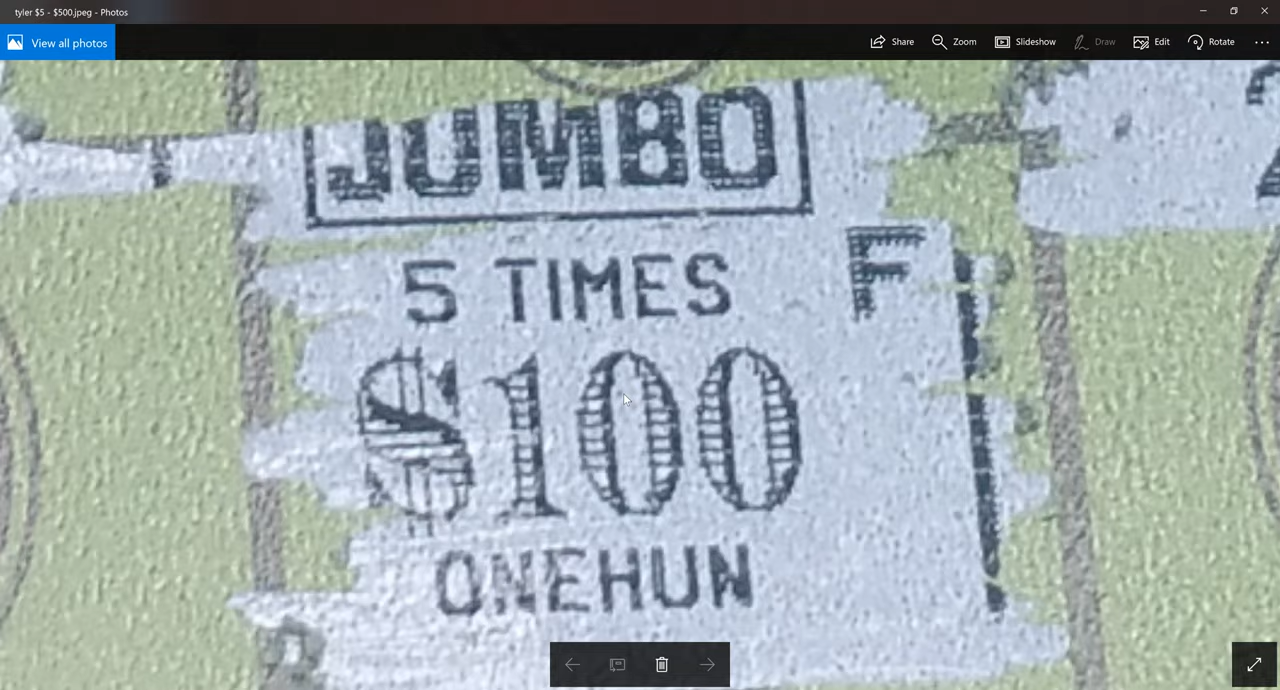 tyler $5 - $500.jpeg - Photos
View all photos
Share
Zoom
Slideshow
Draw
Edit
Rotate
JUMBO
5 TIMES
F
$100
ONEHUN